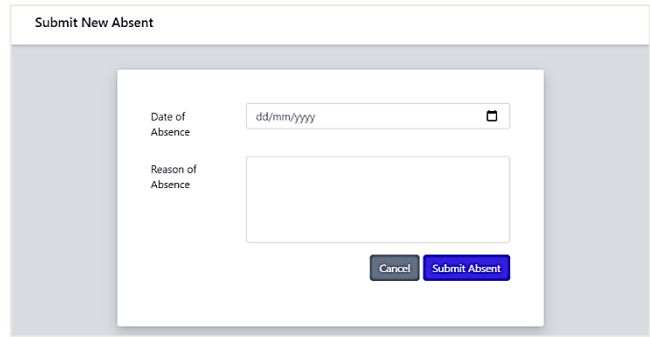 Submit New Absent
Date of
Absence
dd/mm/yyyy
Reason of
Absence
Cancel
Submit Absent